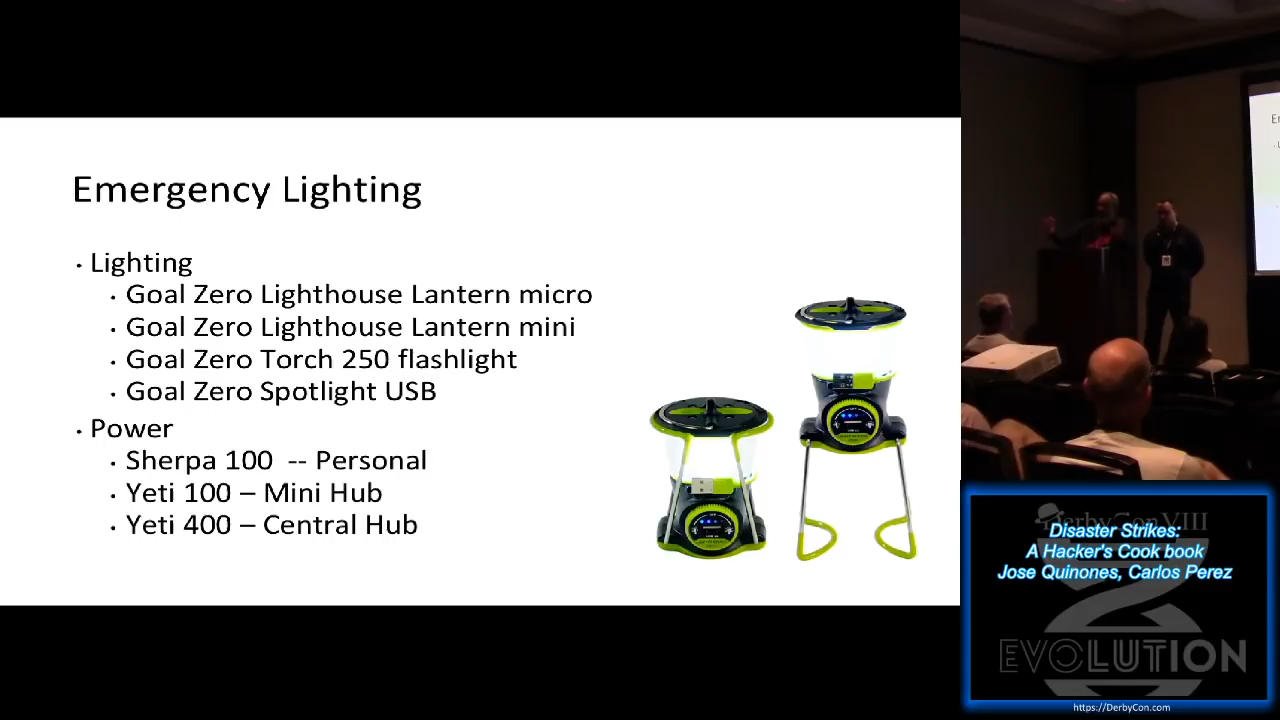 Emergency Lighting
• Lighting
• Goal Zero Lighthouse Lantern micro
• Goal Zero Lighthouse Lantern mini
• Goal Zero Torch 250 flashlight
• Goal Zero Spotlight USB
• Power
• Sherpa 100 -- Personal
• Yeti 100 – Mini Hub
• Yeti 400 – Central Hub
DerbyCon VIII
Disaster Strikes:
A Hacker's Cook book
Jose Quinones, Carlos Perez
EVOLUTION
https://DerbyCon.com